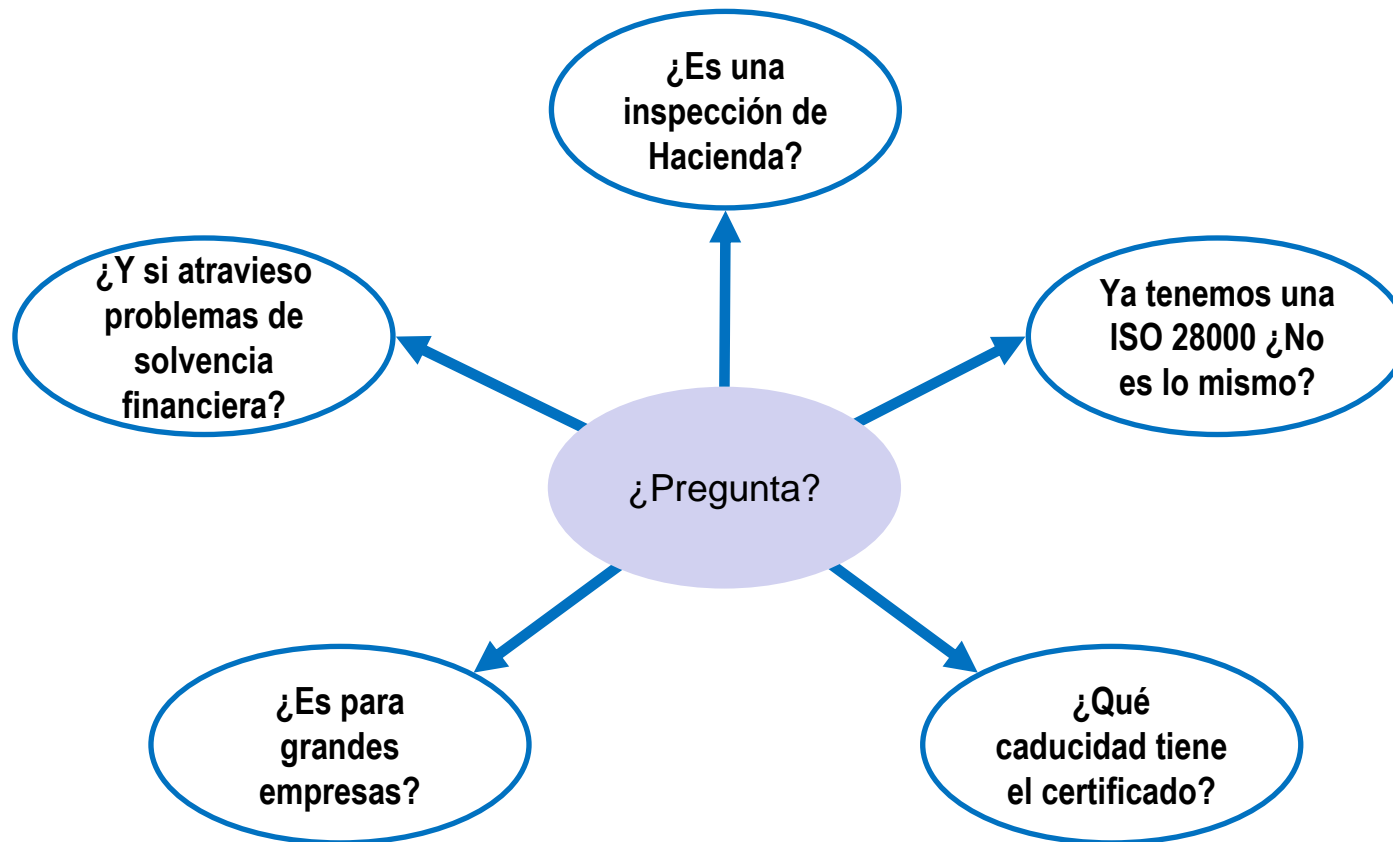 ¿Es una
inspección de
Hacienda?
¿Y si atravieso
problemas de
solvencia
financiera?
Ya tenemos una
ISO 28000 ¿No
es lo mismo?
¿Pregunta?
¿Es para
grandes
empresas?
¿Qué
caducidad tiene
el certificado?